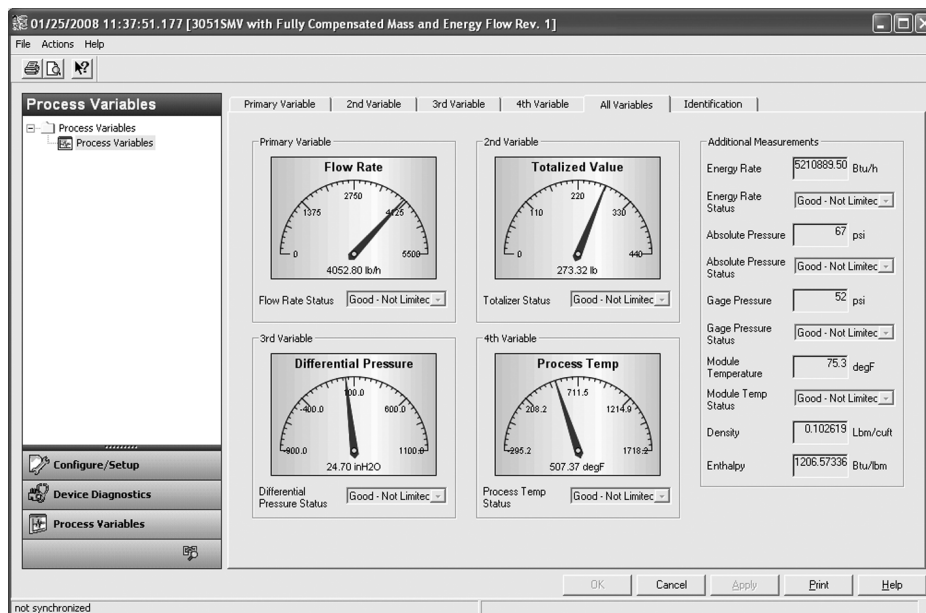 01/25/2008 11:37:51.177 [3051SMV with Fully Compensated Mass and Energy Flow Rev. 1]
File Actions Help
Process Variables
Process Variables
Process Variables
Configure/Setup
Device Diagnostics
Process Variables
Primary Variable 2nd Variable 3rd Variable 4th Variable All Variables Identification
Primary Variable
Flow Rate
2750
1375 4125
0 5500
4052.80 lb/h
Flow Rate Status Good - Not Limitec
2nd Variable
Totalized Value
220
110 330
0 440
273.32 lb
Totalizer Status Good - Not Limitec
3rd Variable
Differential Pressure
100.0
-400.0 600.0
-900.0 1100.0
24.70 inH2O
Differential
Pressure Status Good - Not Limitec
4th Variable
Process Temp
711.5
208.2 1214.9
-295.2 1718.2
507.37 degF
Process Temp
Status Good - Not Limitec
Additional Measurements
Energy Rate 5210889.50 Btu/h
Energy Rate
Status Good - Not Limitec
Absolute Pressure 67 psi
Absolute Pressure
Status Good - Not Limitec
Gage Pressure 52 psi
Gage Pressure
Status Good - Not Limitec
Module
Temperature 75.3 degF
Module Temp
Status Good - Not Limitec
Density 0.102619 Lbm/cuft
Enthalpy 1206.57336 Btu/lbm
OK Cancel Apply Print Help
not synchronized